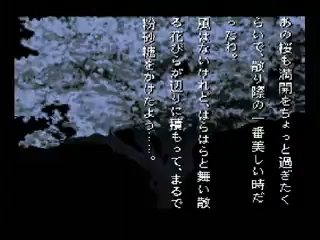 あの桜も満開をちょっと過ぎたく
らいで、散り際の一番美しい時だ
ったわ。
風はないけれど、はらはらと舞い散
る花びらが辺りに積もって、まるで
粉砂糖をかけたよう……。